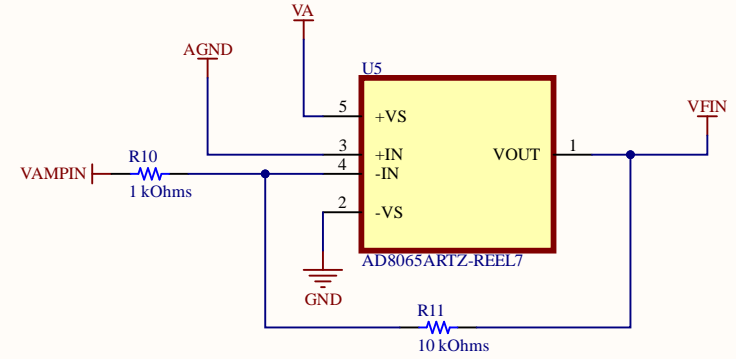 VA
AGND
U5
5
+VS
VFIN
3
+IN
VOUT
1
R10
4
-IN
VAMPIN
1 kOhms
2
-VS
AD8065ARTZ-REEL7
GND
R11
10 kOhms